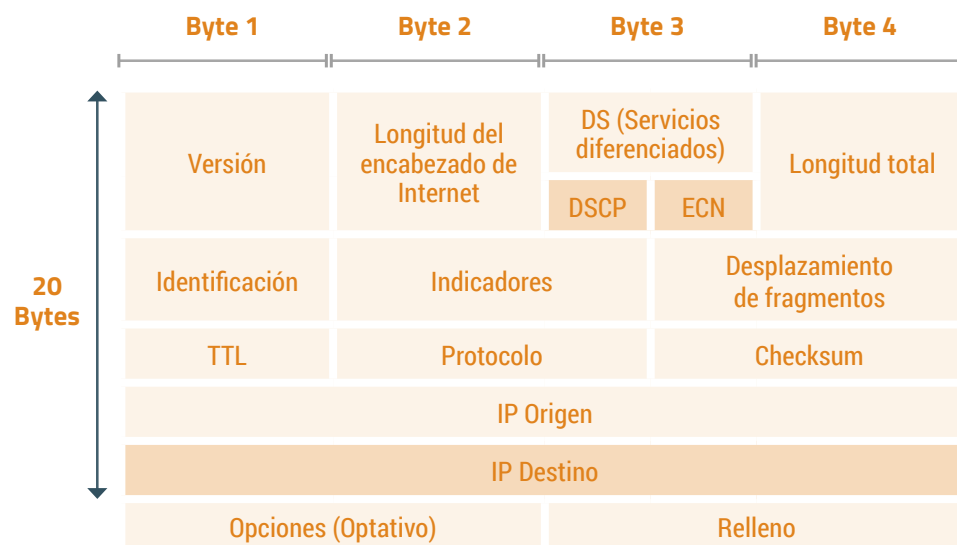 Byte 1
Byte 2
Byte 3
Byte 4
20
Bytes
Versión
Longitud del
encabezado de
Internet
DS (Servicios
diferenciados)
DSCP
ECN
Longitud total
Identificación
Indicadores
Desplazamiento
de fragmentos
TTL
Protocolo
Checksum
IP Origen
IP Destino
Opciones (Optativo)
Relleno